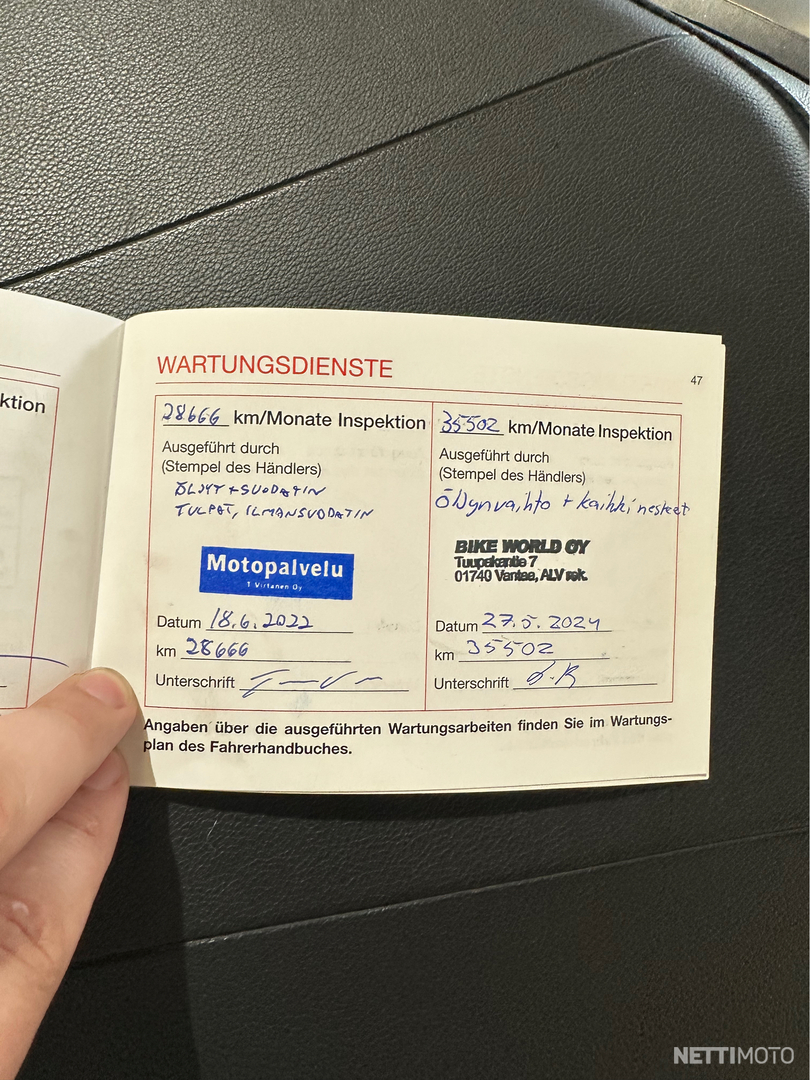 ktion
WARTUNGSDIENSTE
47
28666 km/Monate Inspektion
Ausgeführt durch
(Stempel des Händlers)
ÖLJYT + SUODATIN
TULPAT, ILMANSUODATIN
Motopalvelu
T Virtanen Oy
Datum 18.6.2022
km 28666
Unterschrift
35502 km/Monate Inspektion
Ausgeführt durch
(Stempel des Händlers)
Öljynvaihto + kaikki nesteet
BIKE WORLD OY
Tuupakantie 7
01740 Vantaa, ALV rek.
Datum 27.5.2024
km 35502
Unterschrift
Angaben über die ausgeführten Wartungsarbeiten finden Sie im Wartungs-
plan des Fahrerhandbuches.
NETTIMOTO